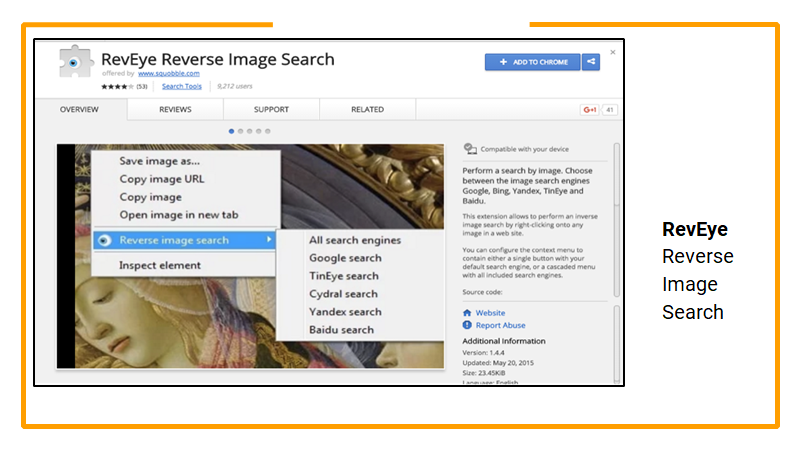 RevEye Reverse Image Search
offered by www.squobble.com
(53) Search Tools 9,212 users
+ ADD TO CHROME
×
OVERVIEW REVIEWS SUPPORT RELATED
G+1 41
Save image as...
Copy image URL
Copy image
Open image in new tab
Reverse image search
Inspect element
All search engines
Google search
TinEye search
Cydral search
Yandex search
Baidu search
Compatible with your device
Perform a search by image. Choose
between the image search engines
Google, Bing, Yandex, TinEye and
Baidu.
This extension allows to perform an inverse
image search by right-clicking onto any
image in a web site.
You can configure the context menu to
contain either a single button with your
default search engine, or a cascaded menu
with all included search engines.
Source code:
Website
Report Abuse
Additional Information
Version: 1.4.4
Updated: May 20, 2015
Size: 23.45KiB
Language: English
RevEye
Reverse
Image
Search